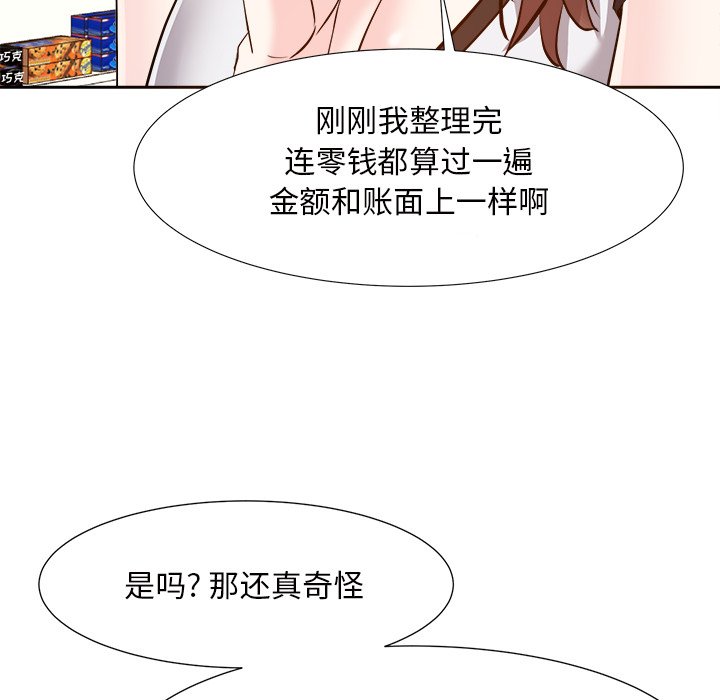 巧克
巧克
刚刚我整理完
连零钱都算过一遍
金额和账面上一样啊
是吗? 那还真奇怪